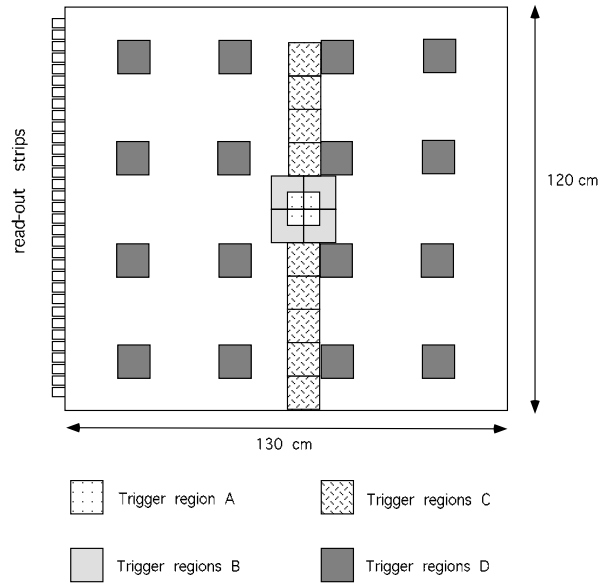 read-out strips
120 cm
130 cm
Trigger region A
Trigger regions C
Trigger regions B
Trigger regions D